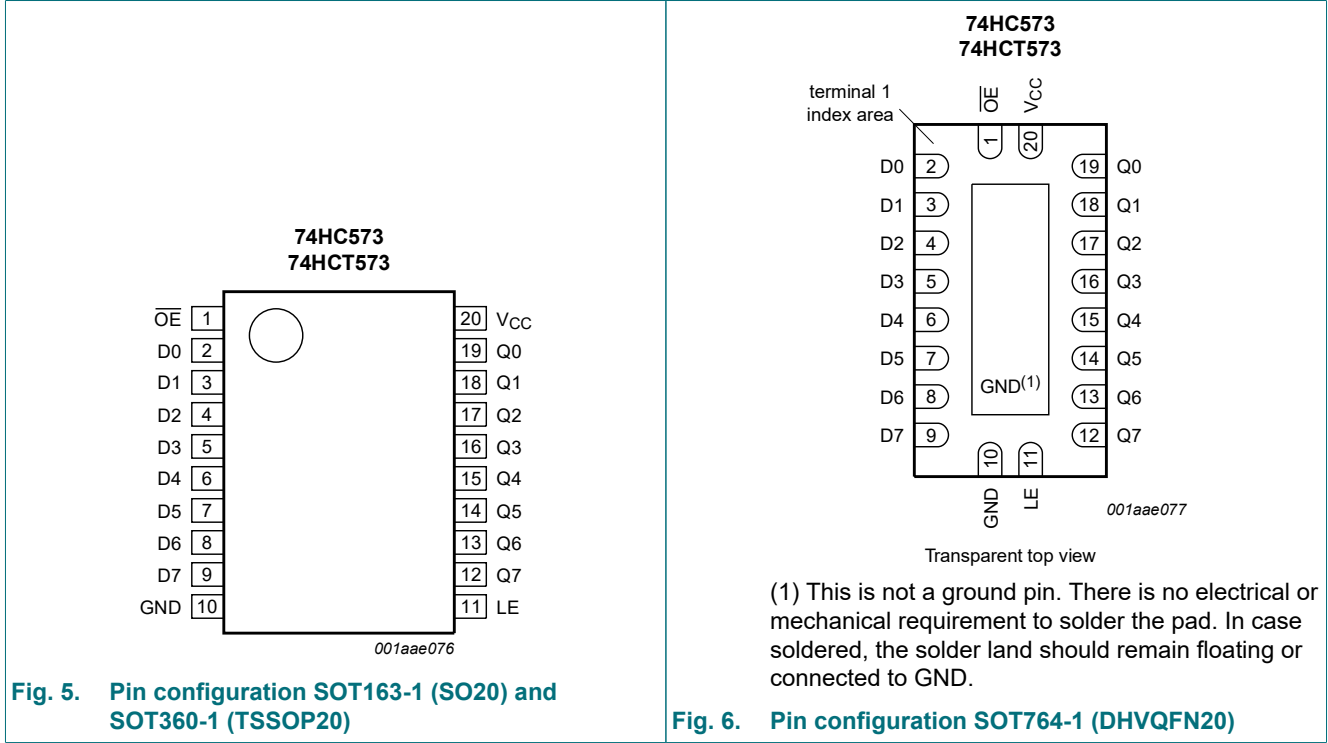 74HC573
74HCT573
OE 1
D0 2
D1 3
D2 4
D3 5
D4 6
D5 7
D6 8
D7 9
GND 10
20 VCC
19 Q0
18 Q1
17 Q2
16 Q3
15 Q4
14 Q5
13 Q6
12 Q7
11 LE
001aae076
Fig. 5. Pin configuration SOT163-1 (SO20) and
SOT360-1 (TSSOP20)
74HC573
74HCT573
terminal 1
index area
OE
VCC
1
20
D0 2
D1 3
D2 4
D3 5
D4 6
D5 7
D6 8
D7 9
19 Q0
18 Q1
17 Q2
16 Q3
15 Q4
14 Q5
13 Q6
12 Q7
GND(1)
10
11
GND
LE
001aae077
Transparent top view
(1) This is not a ground pin. There is no electrical or
mechanical requirement to solder the pad. In case
soldered, the solder land should remain floating or
connected to GND.
Fig. 6. Pin configuration SOT764-1 (DHVQFN20)